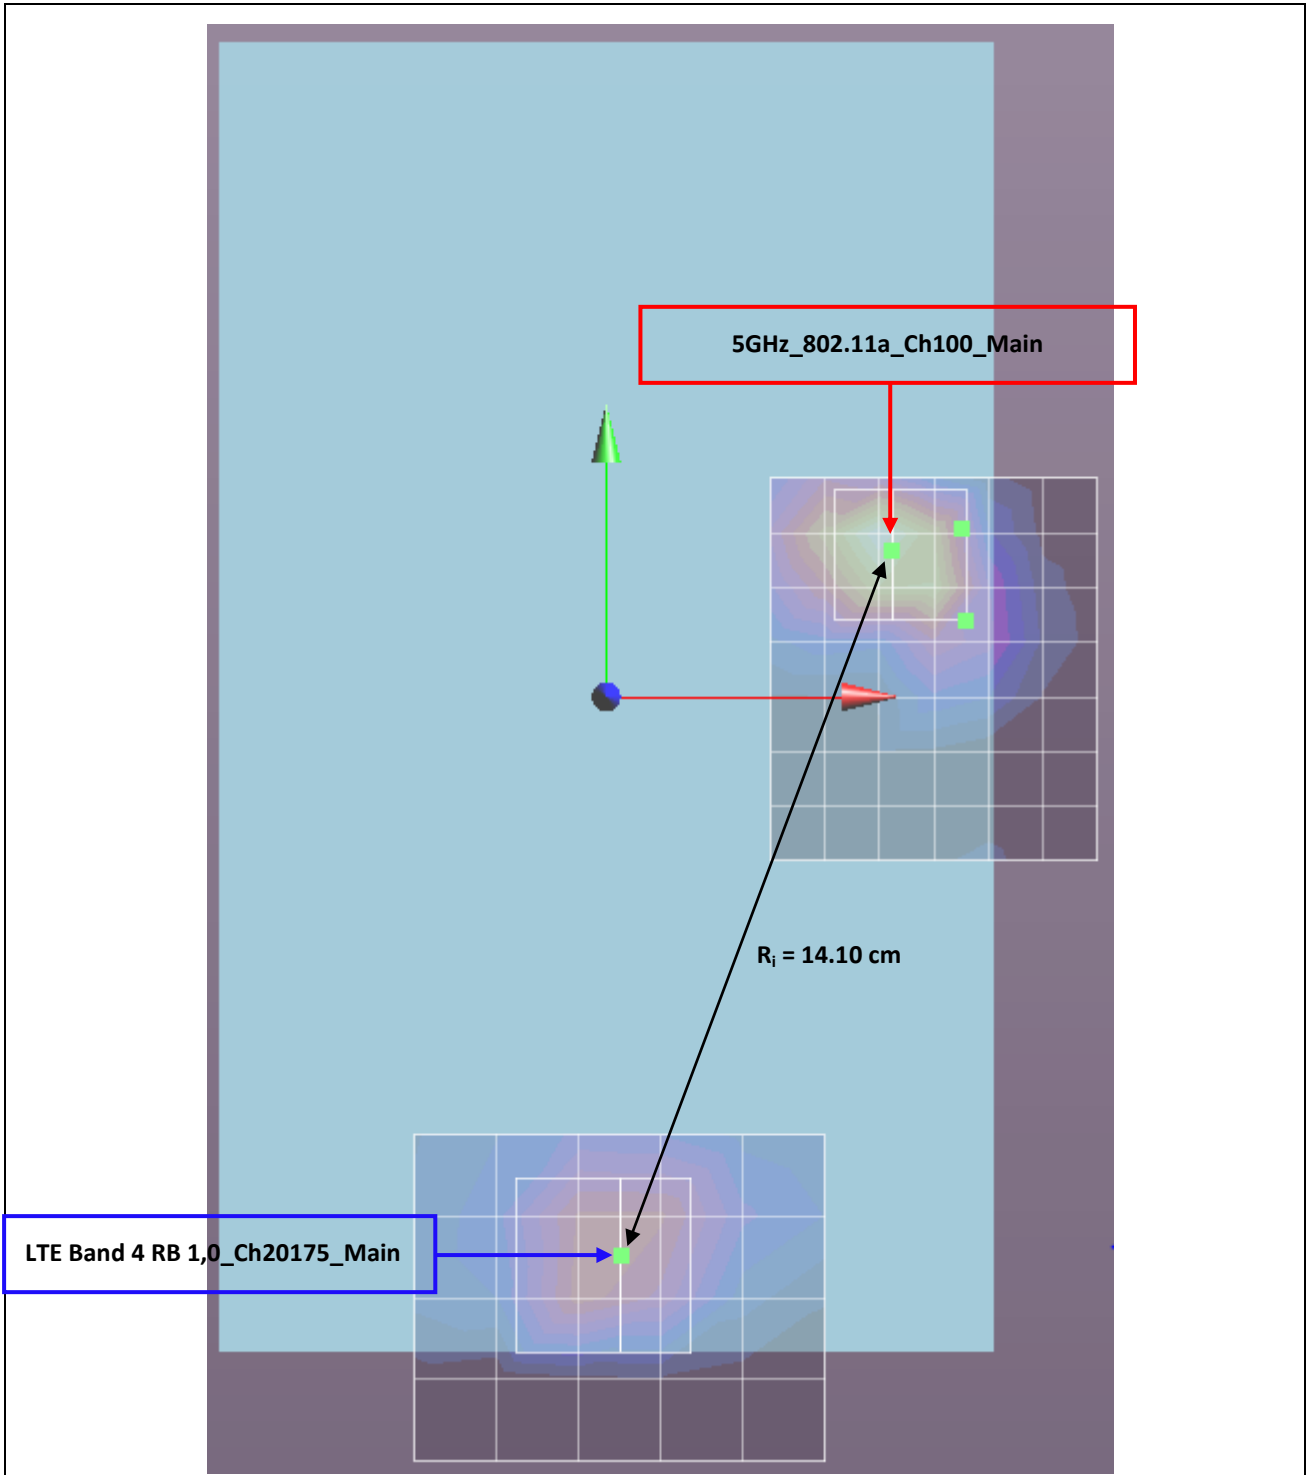 5GHz_802.11a_Ch100_Main
Rᵢ = 14.10 cm
LTE Band 4 RB 1,0_Ch20175_Main